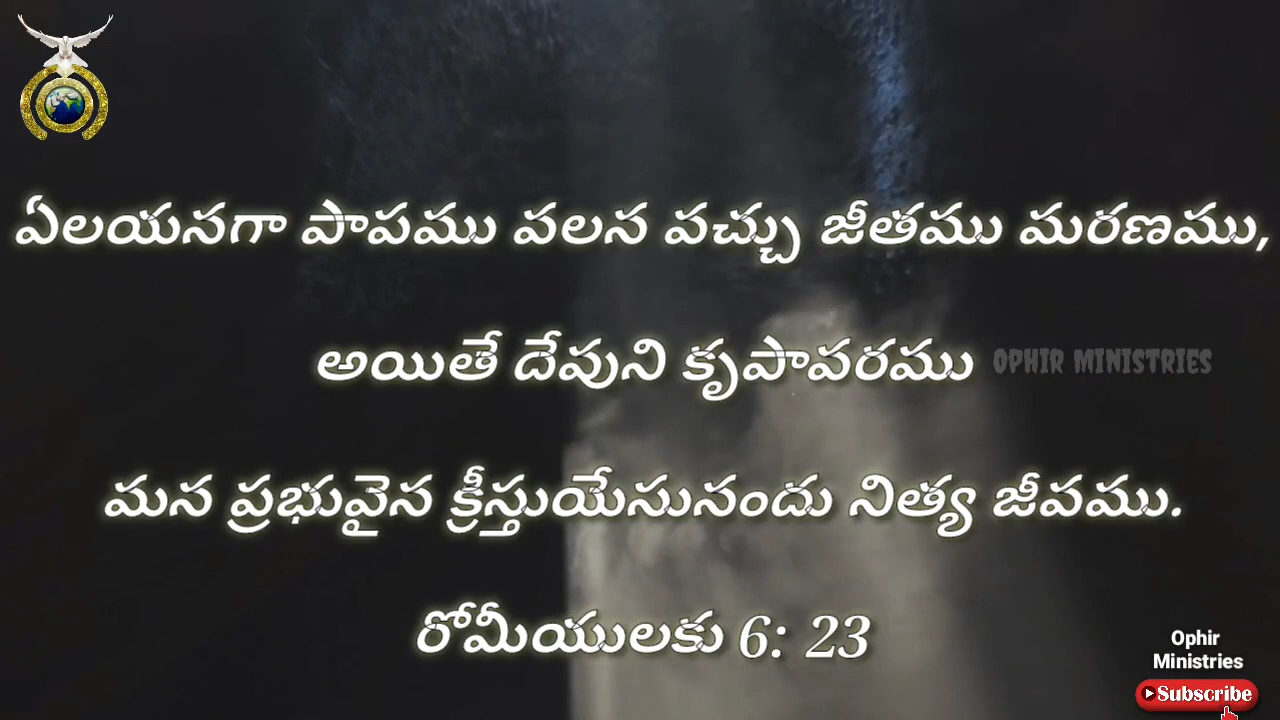 ఏలయనగా పాపము వలన వచ్చు జీతము మరణము,
అయితే దేవుని కృపావరము
OPHIR MINISTRIES
మన ప్రభువైన క్రీస్తుయేసునందు నిత్య జీవము.
రోమీయులకు 6: 23
Ophir
Ministries
Subscribe